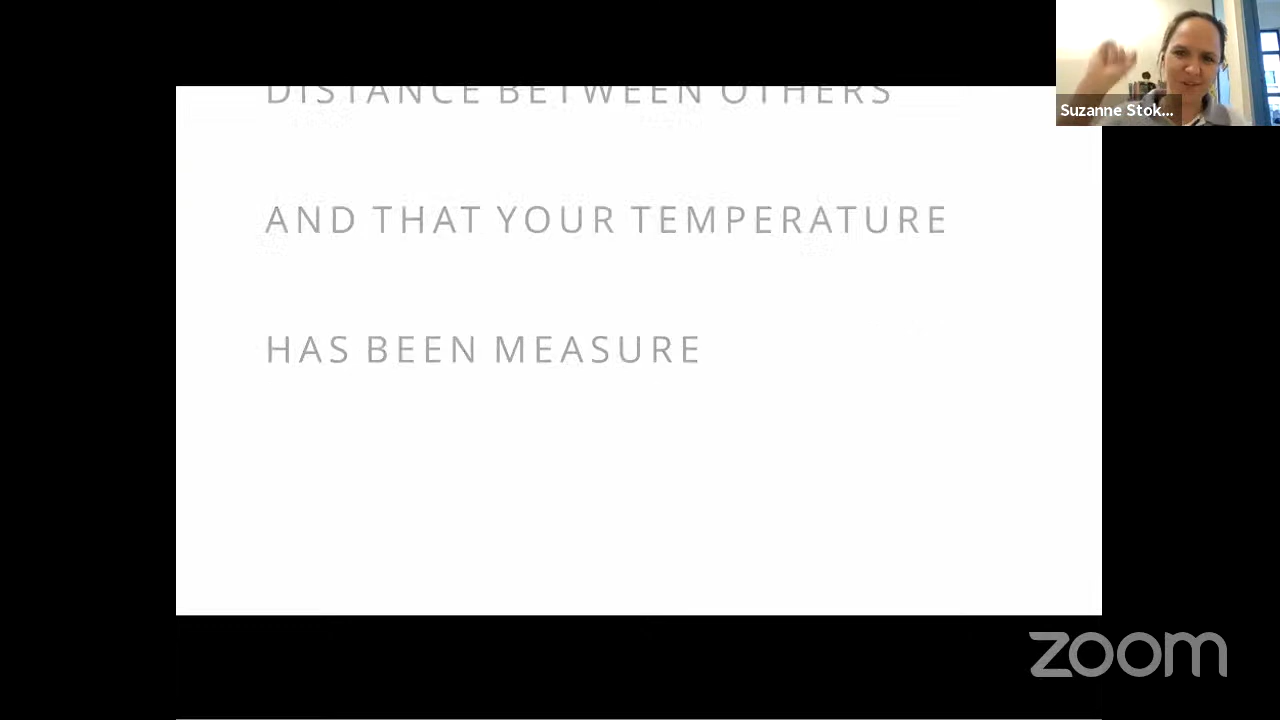 Suzanne Stok...
DISTANCE BETWEEN OTHERS
AND THAT YOUR TEMPERATURE
HAS BEEN MEASURE
zoom